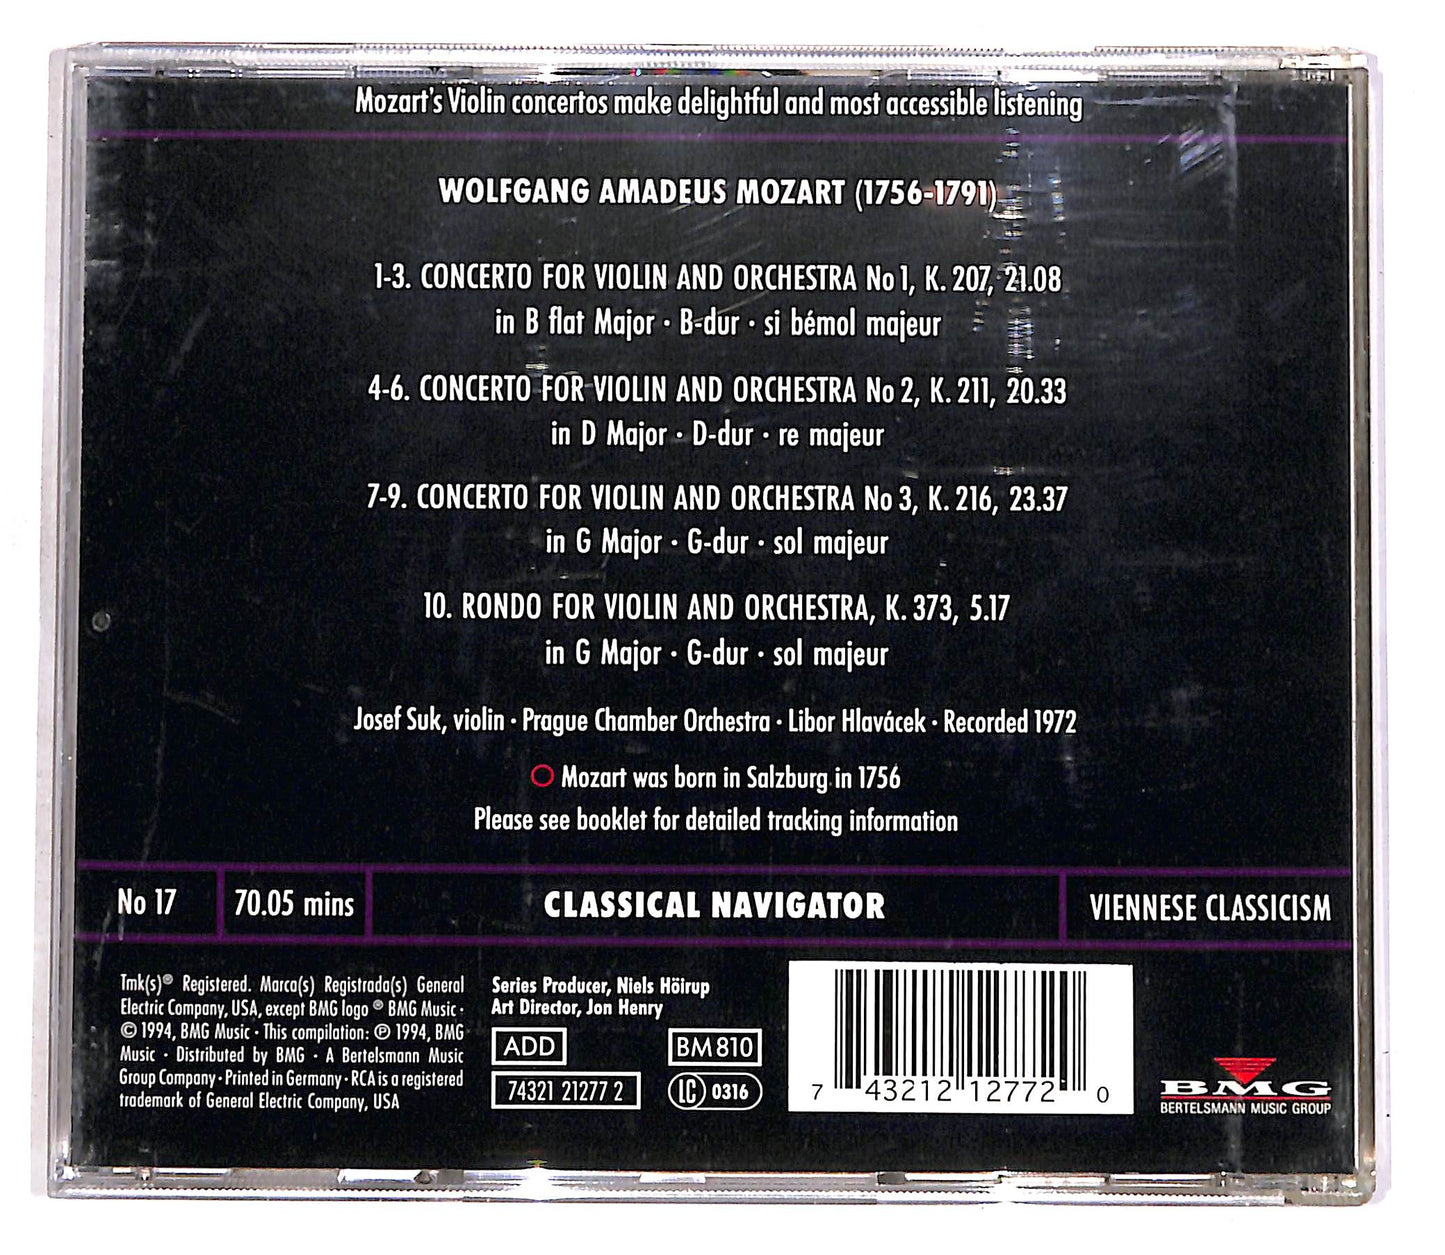 Mozart's Violin concertos make delightful and most accessible listening
WOLFGANG AMADEUS MOZART (1756-1791)
1-3. CONCERTO FOR VIOLIN AND ORCHESTRA No 1, K. 207, 21.08
in B flat Major · B-dur · si bémol majeur
4-6. CONCERTO FOR VIOLIN AND ORCHESTRA No 2, K. 211, 20.33
in D Major · D-dur · re majeur
7-9. CONCERTO FOR VIOLIN AND ORCHESTRA No 3, K. 216, 23.37
in G Major · G-dur · sol majeur
10. RONDO FOR VIOLIN AND ORCHESTRA, K. 373, 5.17
in G Major · G-dur · sol majeur
Josef Suk, violin · Prague Chamber Orchestra · Libor Hlavácek · Recorded 1972
Mozart was born in Salzburg in 1756
Please see booklet for detailed tracking information
No 17 70.05 mins CLASSICAL NAVIGATOR VIENNESE CLASSICISM
Tmk(s)® Registered. Marca(s) Registrada(s) General
Electric Company, USA, except BMG logo ® BMG Music ·
© 1994, BMG Music · This compilation: ℗ 1994, BMG
Music · Distributed by BMG · A Bertelsmann Music
Group Company · Printed in Germany · RCA is a registered
trademark of General Electric Company, USA
Series Producer, Niels Höirup
Art Director, Jon Henry
ADD BM 810
74321 21277 2 LC 0316
7 43212 12772 0
BMG
BERTELSMANN MUSIC GROUP